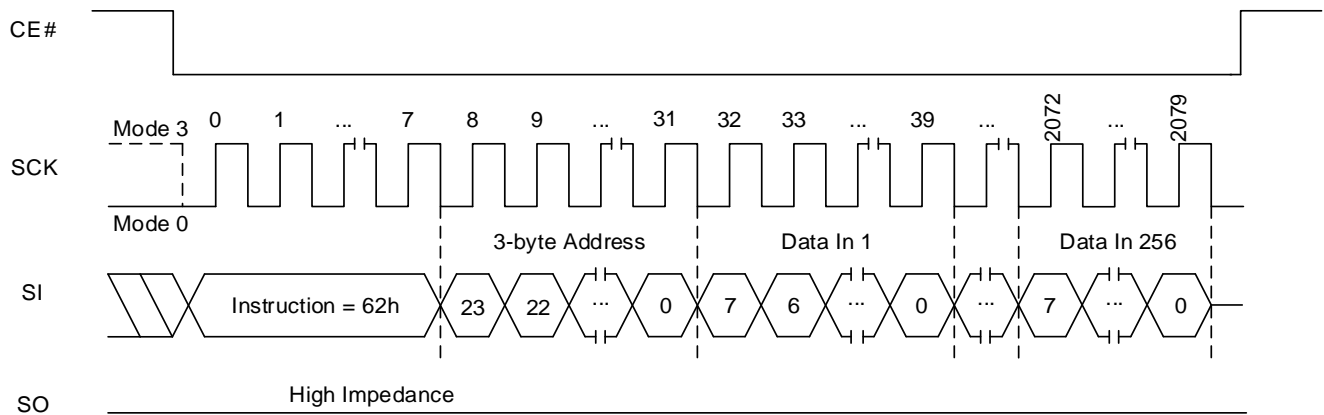 CE#
Mode 3
0 1 ... 7 8 9 ... 31 32 33 ... 39 ... 2072 ... 2079
SCK
Mode 0
3-byte Address Data In 1 Data In 256
SI
Instruction = 62h 23 22 ... 0 7 6 ... 0 ... 7 ... 0
High Impedance
SO